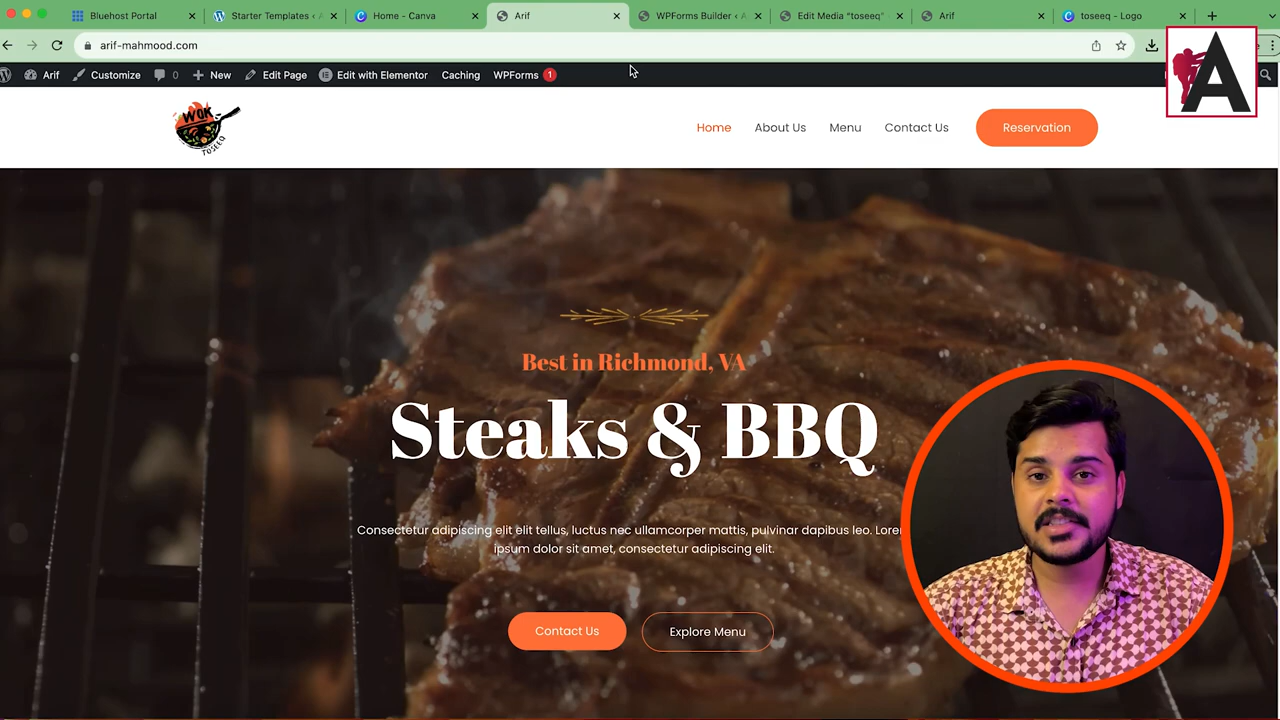 Bluehost Portal
Starter Templates ‹ A
Home - Canva
Arif
WPForms Builder ‹ A
Edit Media "toseeq" ‹
Arif
toseeq - Logo
arif-mahmood.com
Arif
Customize
0
New
Edit Page
Edit with Elementor
Caching
WPForms 1
A
WOK
TOSEEQ
Home
About Us
Menu
Contact Us
Reservation
Best in Richmond, VA
Steaks & BBQ
Consectetur adipiscing elit elit tellus, luctus nec ullamcorper mattis, pulvinar dapibus leo. Lorem
ipsum dolor sit amet, consectetur adipiscing elit.
Contact Us
Explore Menu